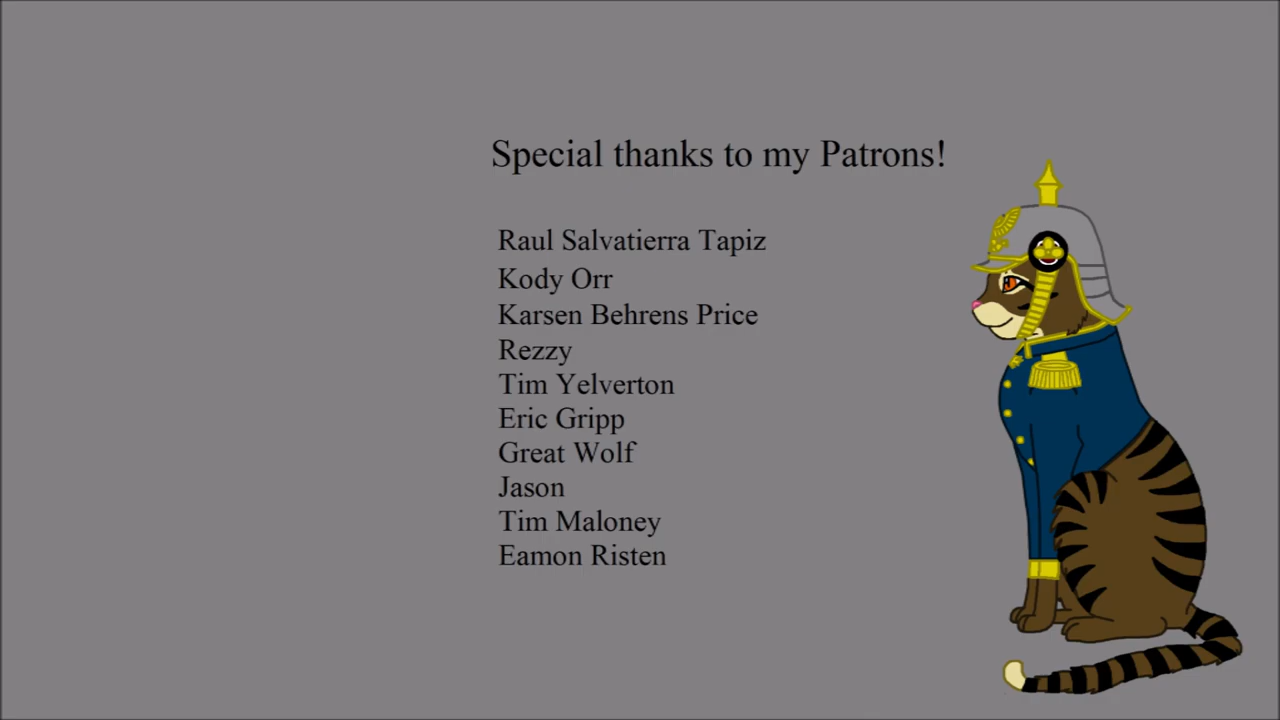 Special thanks to my Patrons!
Raul Salvatierra Tapiz
Kody Orr
Karsen Behrens Price
Rezzy
Tim Yelverton
Eric Gripp
Great Wolf
Jason
Tim Maloney
Eamon Risten